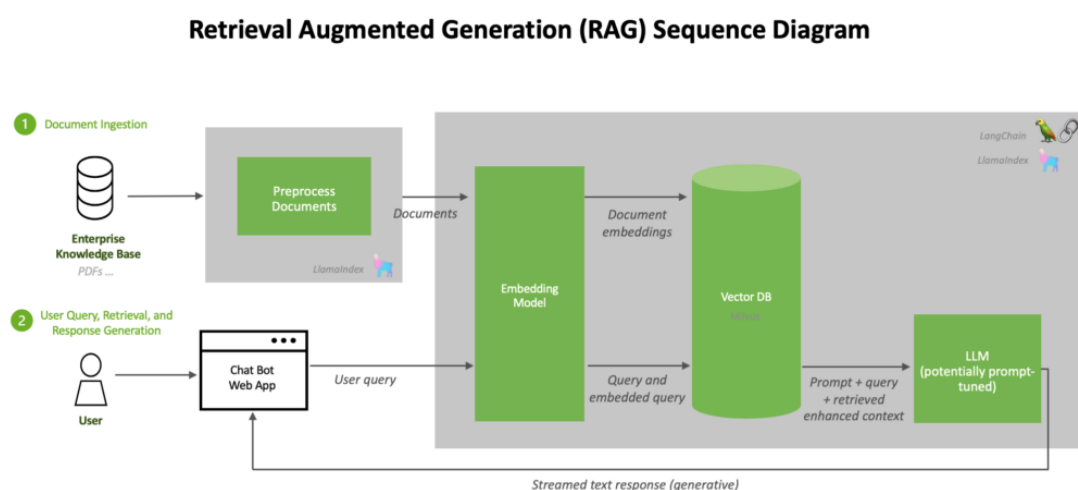 Retrieval Augmented Generation (RAG) Sequence Diagram
1
Document Ingestion
Enterprise
Knowledge Base
PDFs ...
Preprocess
Documents
LlamaIndex
Documents
LangChain
LlamaIndex
Embedding
Model
Document
embeddings
Vector DB
Milvus
2
User Query, Retrieval, and
Response Generation
User
Chat Bot
Web App
User query
Query and
embedded query
Prompt + query
+ retrieved
enhanced context
LLM
(potentially prompt-
tuned)
Streamed text response (generative)